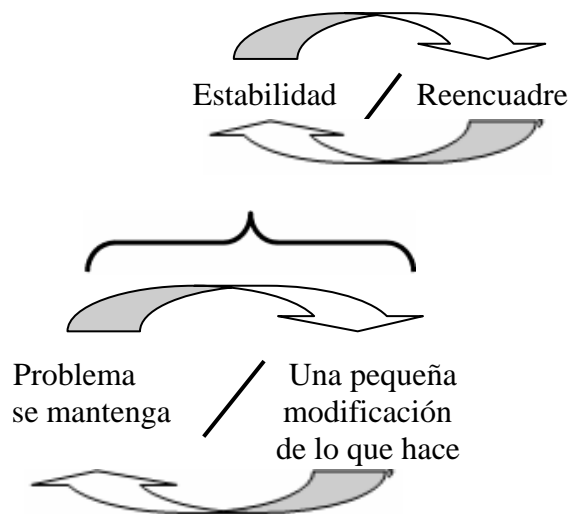 Estabilidad / Reencuadre
Problema
se mantenga
/
Una pequeña
modificación
de lo que hace